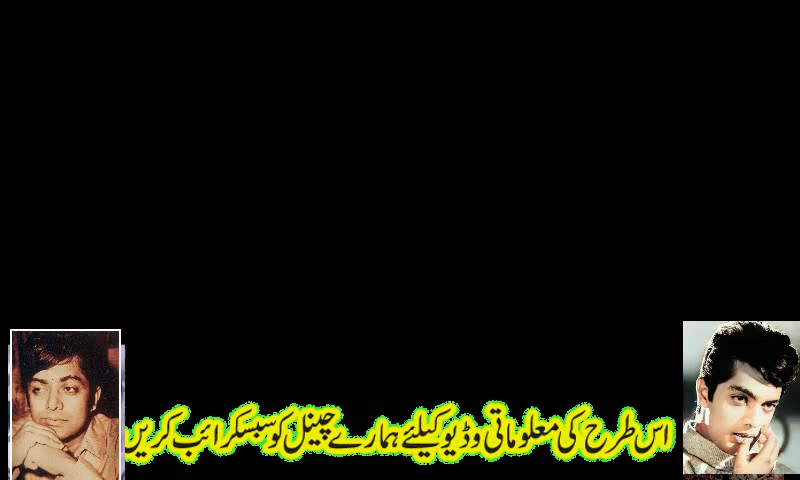 اس طرح کی معلوماتی وڈیو کیلئے ہمارے چینل کو سبسکرائب کریں